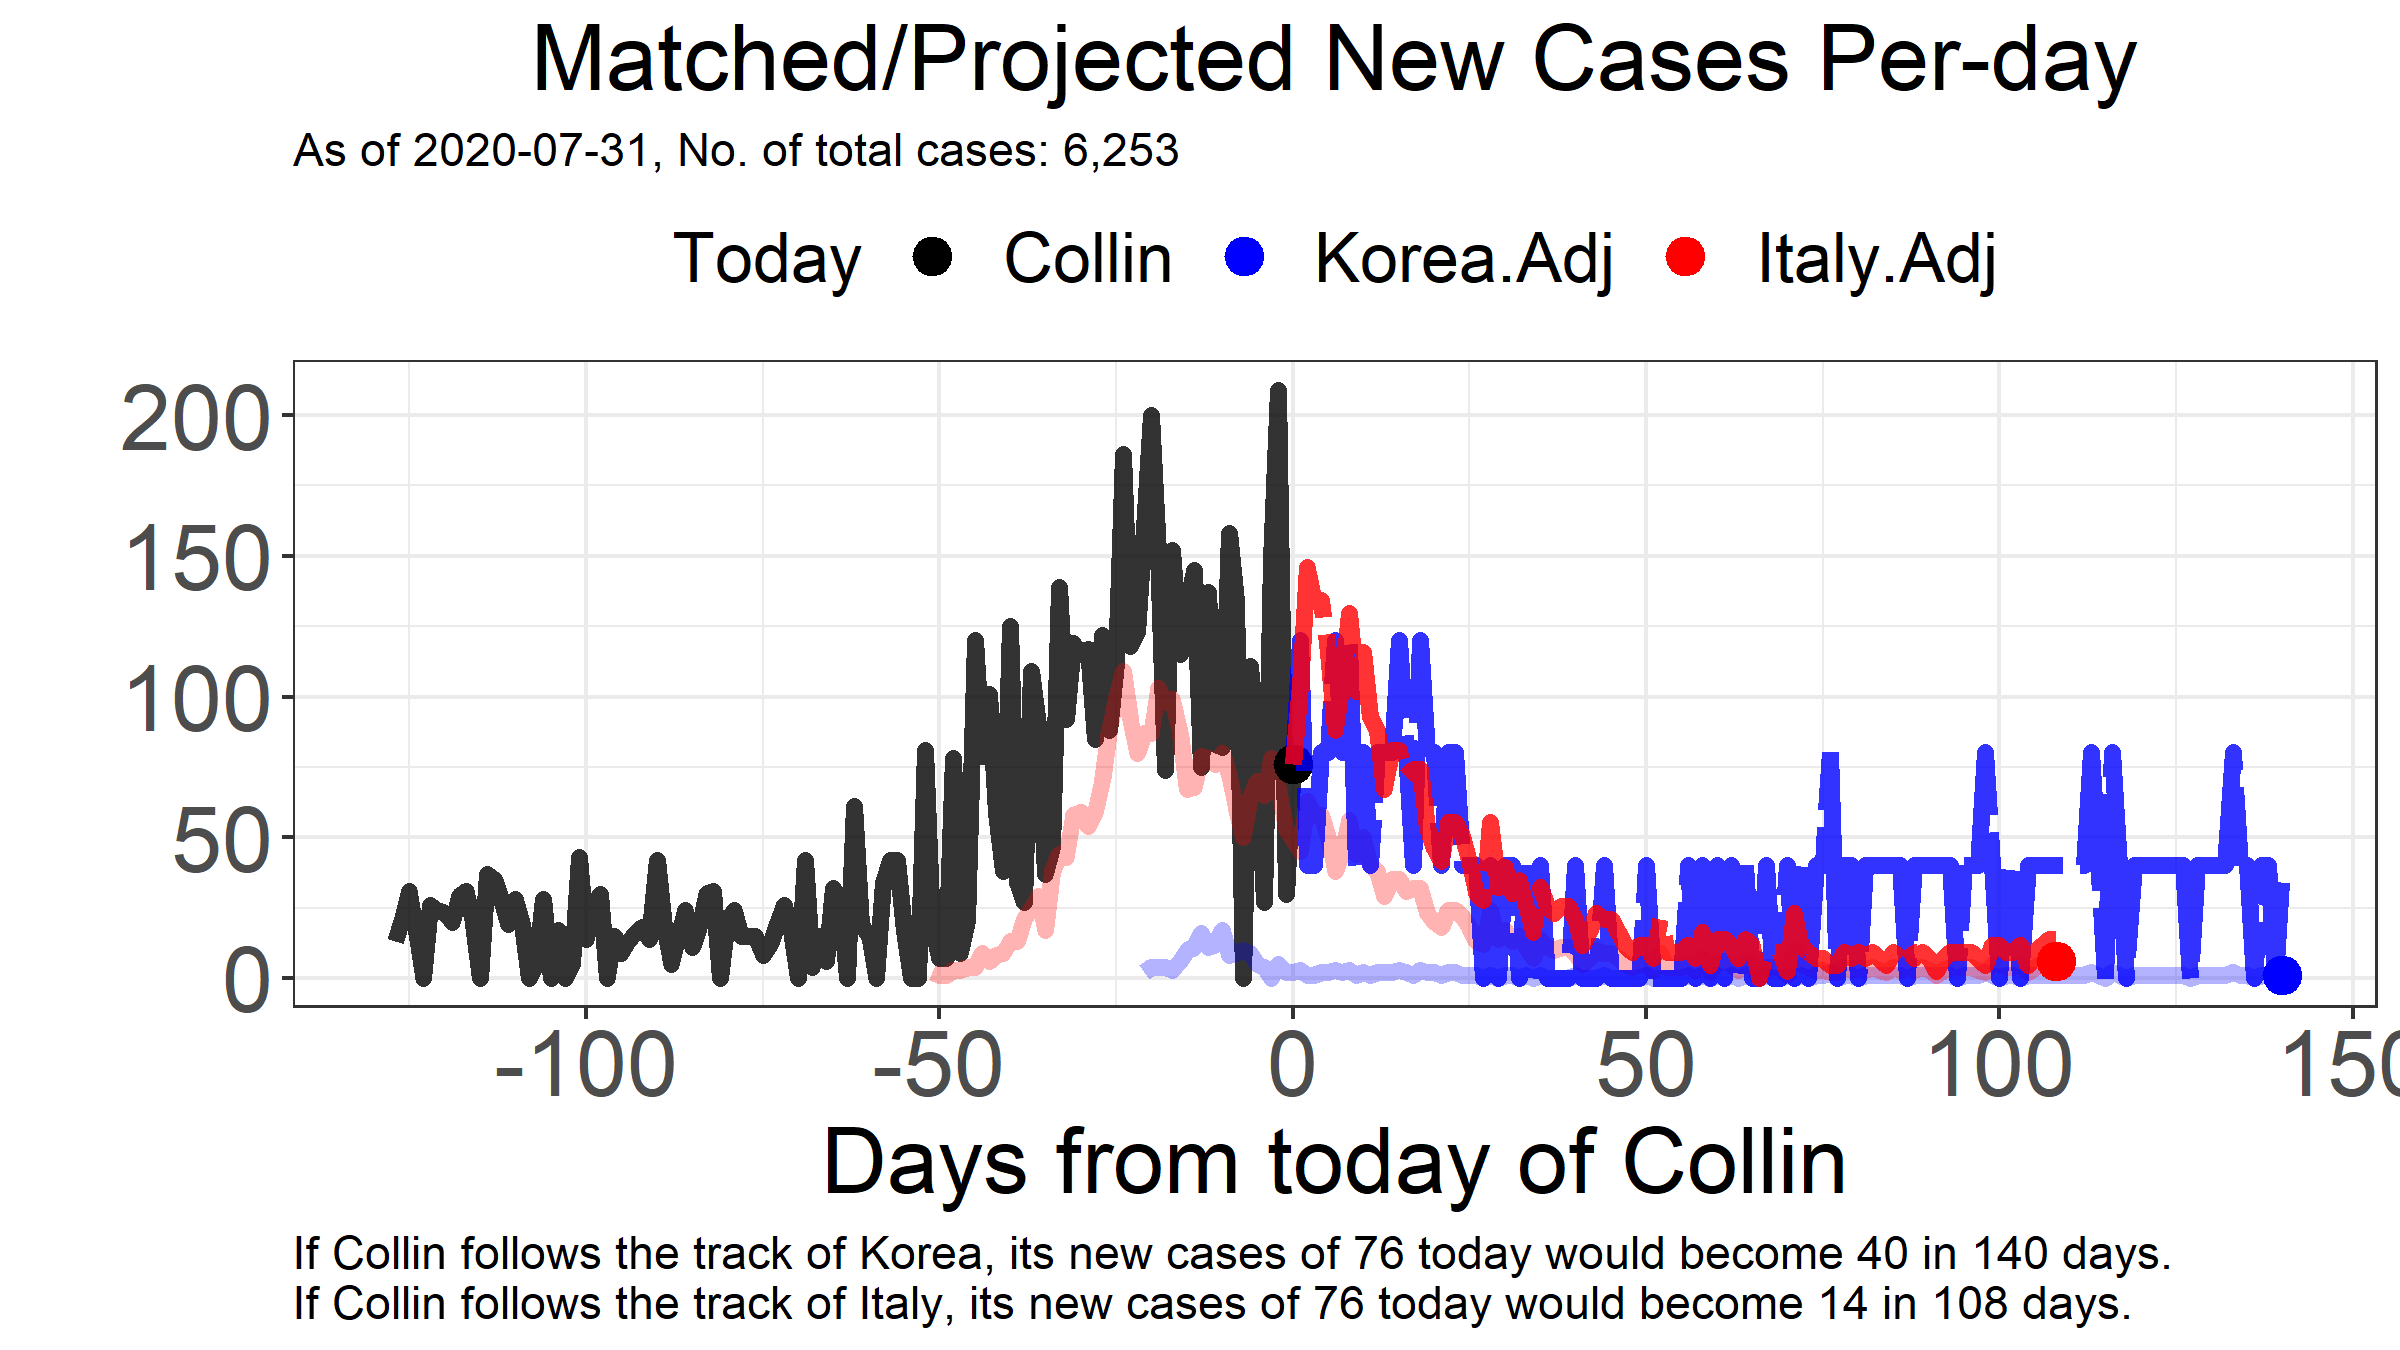 Matched/Projected New Cases Per-day
As of 2020-07-31, No. of total cases: 6,253
Today Collin Korea.Adj Italy.Adj
200
150
100
50
0
-100 -50 0 50 100 150
Days from today of Collin
If Collin follows the track of Korea, its new cases of 76 today would become 40 in 140 days.
If Collin follows the track of Italy, its new cases of 76 today would become 14 in 108 days.